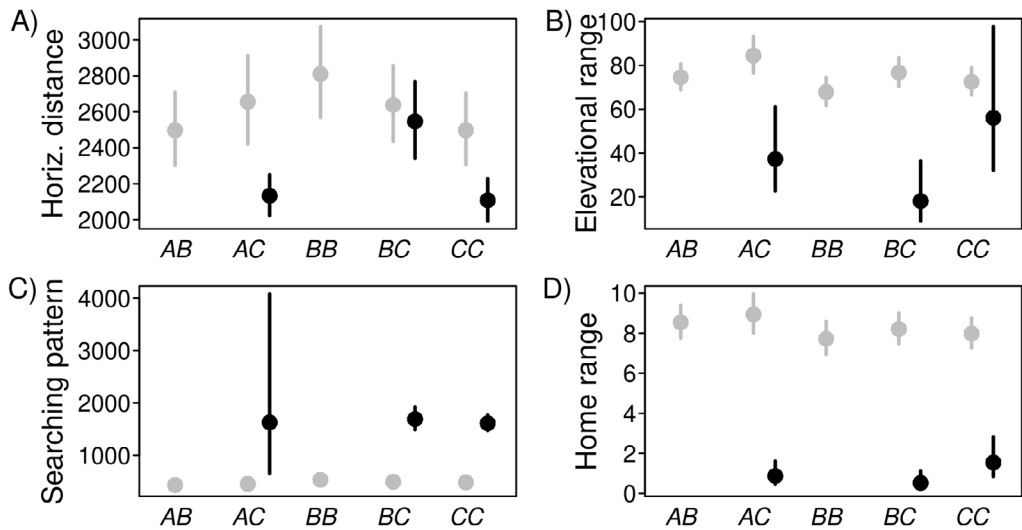 A)
Horiz. distance
3000
2800
2600
2400
2200
2000
AB AC BB BC CC
B)
Elevational range
100
80
60
40
20
AB AC BB BC CC
C)
Searching pattern
4000
3000
2000
1000
AB AC BB BC CC
D)
Home range
10
8
6
4
2
0
AB AC BB BC CC